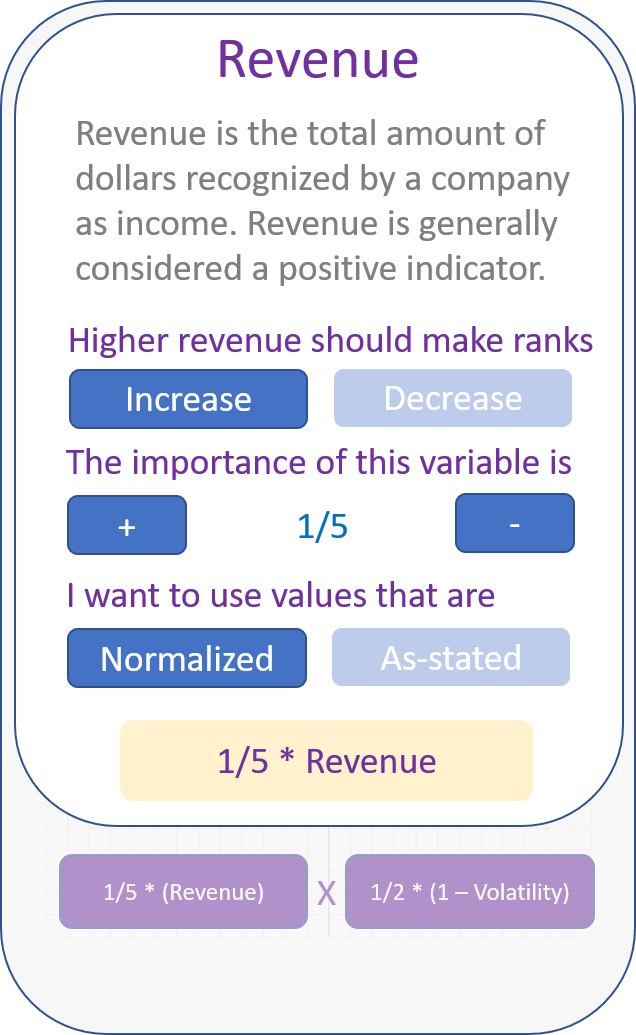 Revenue
Revenue is the total amount of
dollars recognized by a company
as income. Revenue is generally
considered a positive indicator.
Higher revenue should make ranks
Increase Decrease
The importance of this variable is
+ 1/5 -
I want to use values that are
Normalized As-stated
1/5 * Revenue
1/5 * (Revenue) X 1/2 * (1 – Volatility)